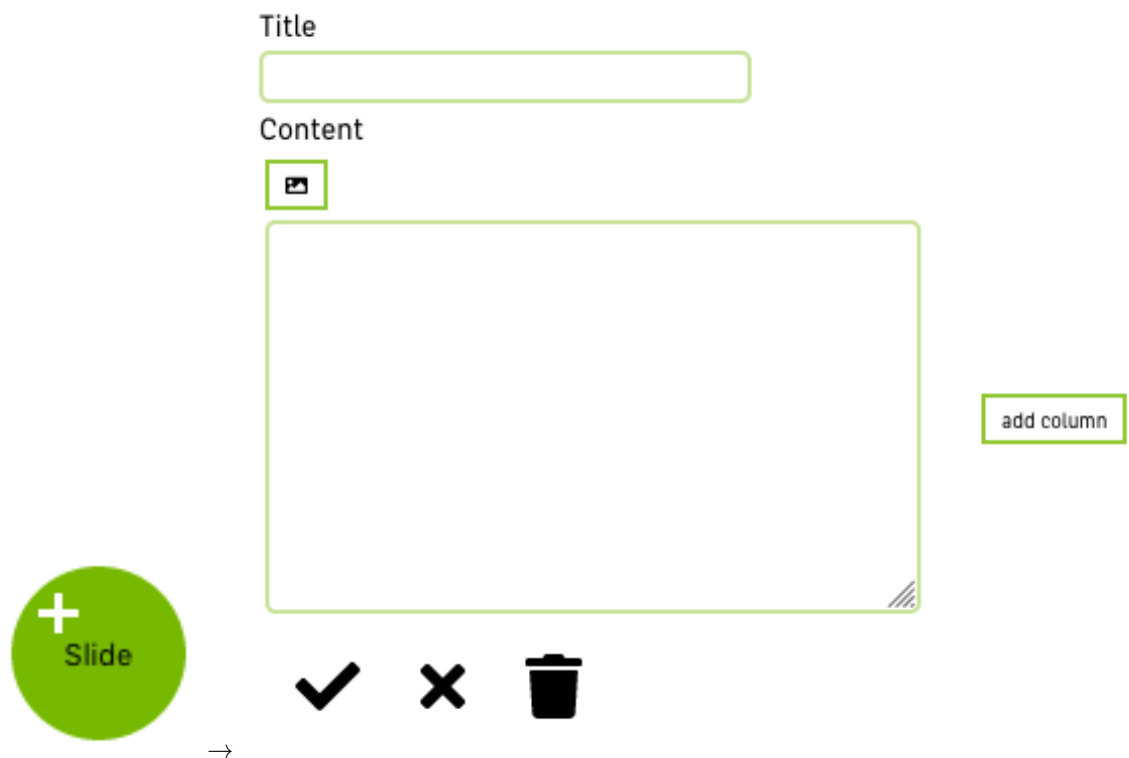 Title
Content
add column
Slide
→